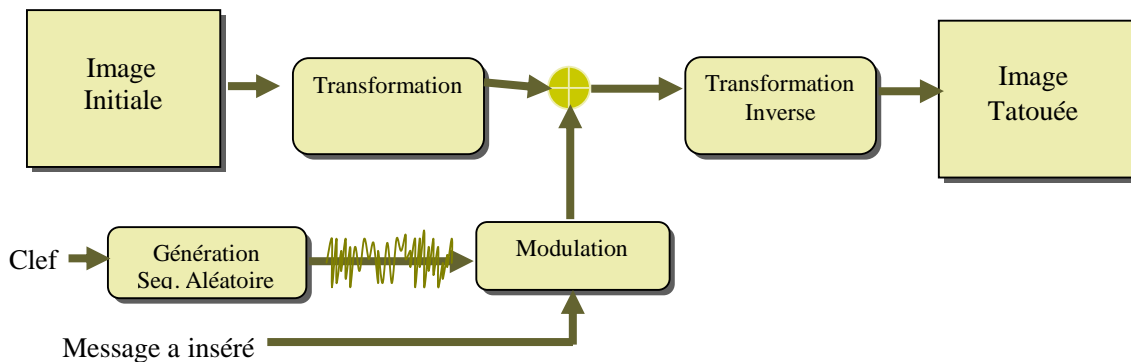 Image
Initiale
Transformation
Transformation
Inverse
Image
Tatouée
Clef
Génération
Seq. Aléatoire
Modulation
Message a inséré